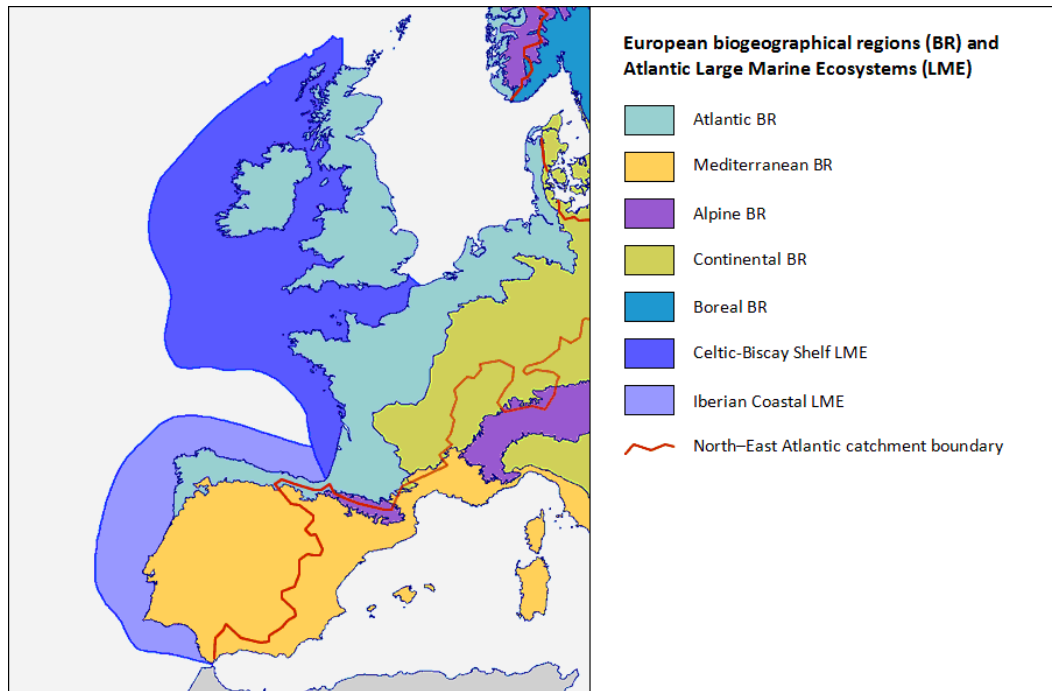 European biogeographical regions (BR) and
Atlantic Large Marine Ecosystems (LME)
Atlantic BR
Mediterranean BR
Alpine BR
Continental BR
Boreal BR
Celtic-Biscay Shelf LME
Iberian Coastal LME
North–East Atlantic catchment boundary